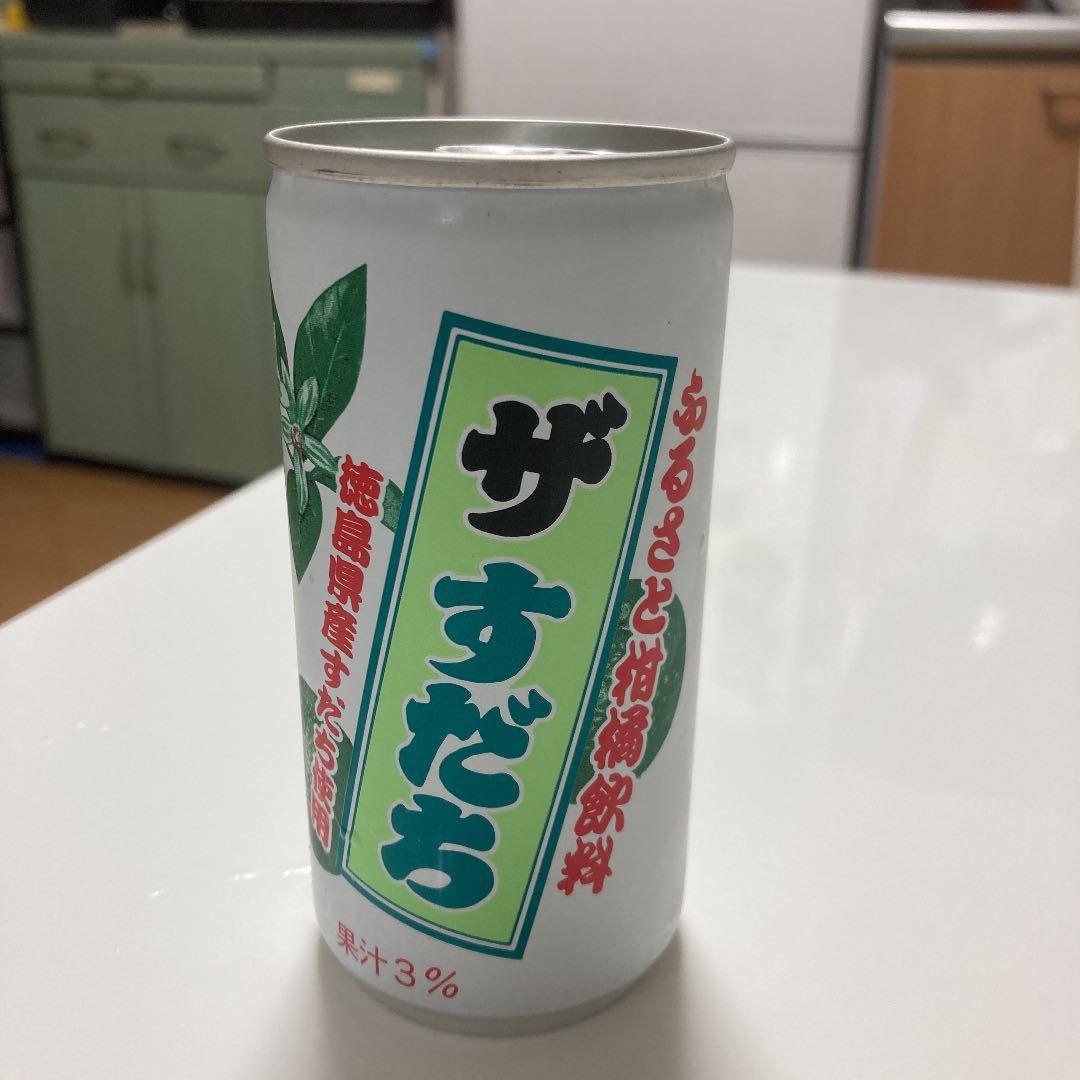 ふるさと柑橘飲料
ザすだち
徳島県産すだち使用
果汁3%